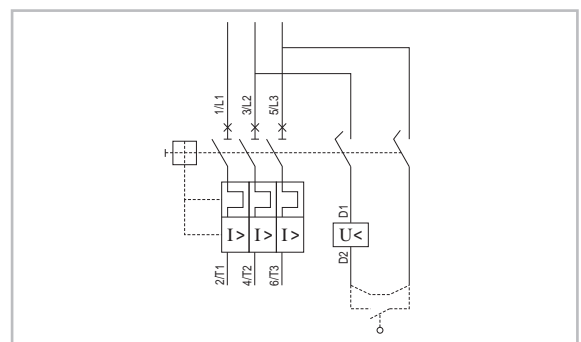 1/L1
3/L2
5/L3
I> I> I>
D1
U<
D2
2/T1
4/T2
6/T3